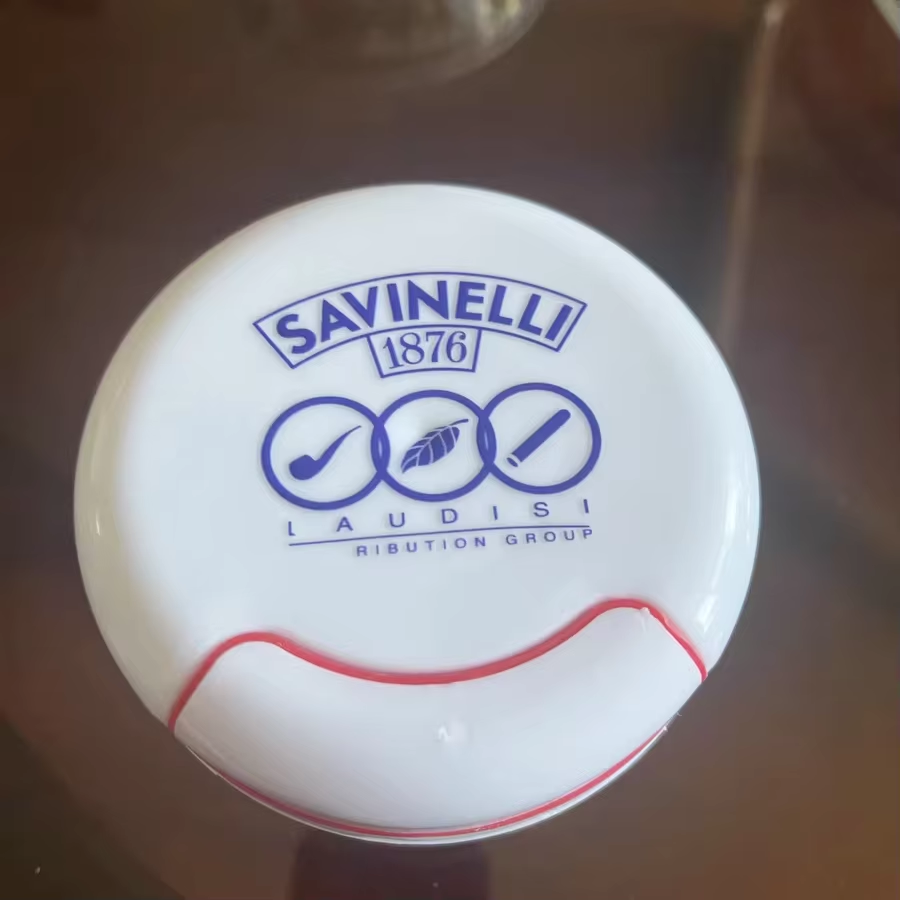 SAVINELLI
1876
LAUDISI
RIBUTION GROUP